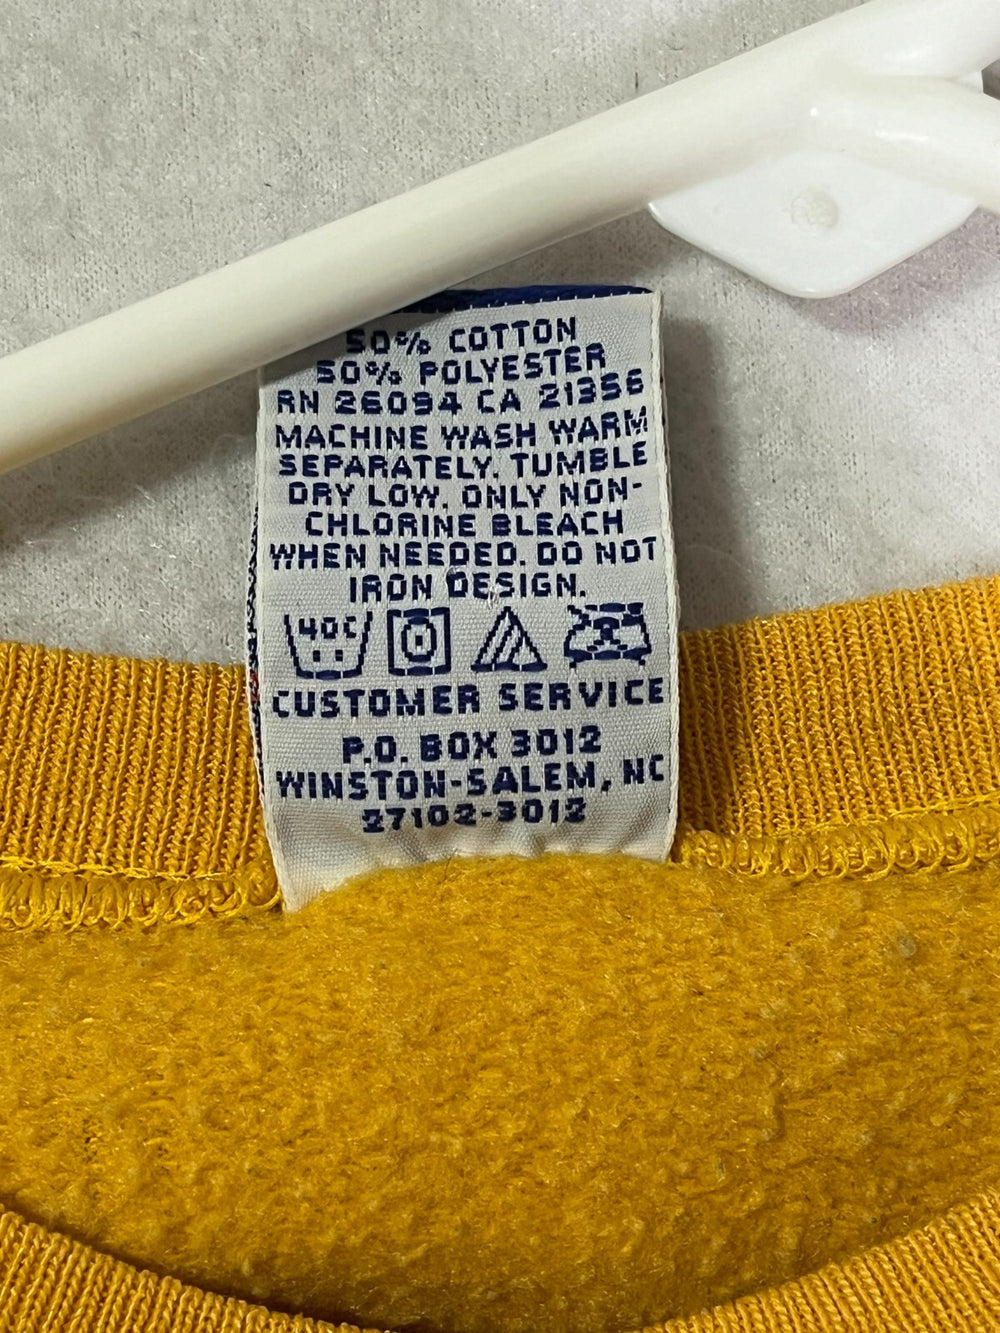 50% COTTON
50% POLYESTER
RN 26094 CA 21356
MACHINE WASH WARM
SEPARATELY. TUMBLE
DRY LOW. ONLY NON-
CHLORINE BLEACH
WHEN NEEDED. DO NOT
IRON DESIGN.
40C
CUSTOMER SERVICE
P.O. BOX 3012
WINSTON-SALEM, NC
27102-3012